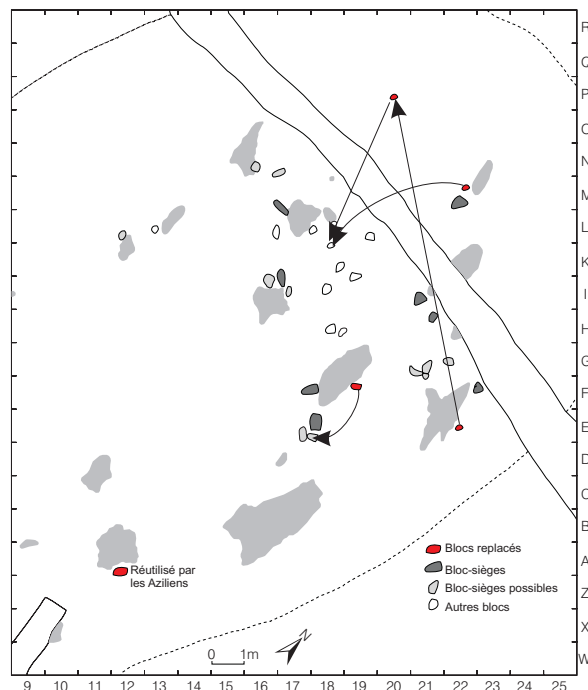 R
Q
P
O
N
M
L
K
I
H
G
F
E
D
C
B
A
Z
X
W
Réutilisé par
les Aziliens
Blocs replacés
Bloc-sièges
Bloc-sièges possibles
Autres blocs
0 1m
N
9 10 11 12 13 14 15 16 17 18 19 20 21 22 23 24 25